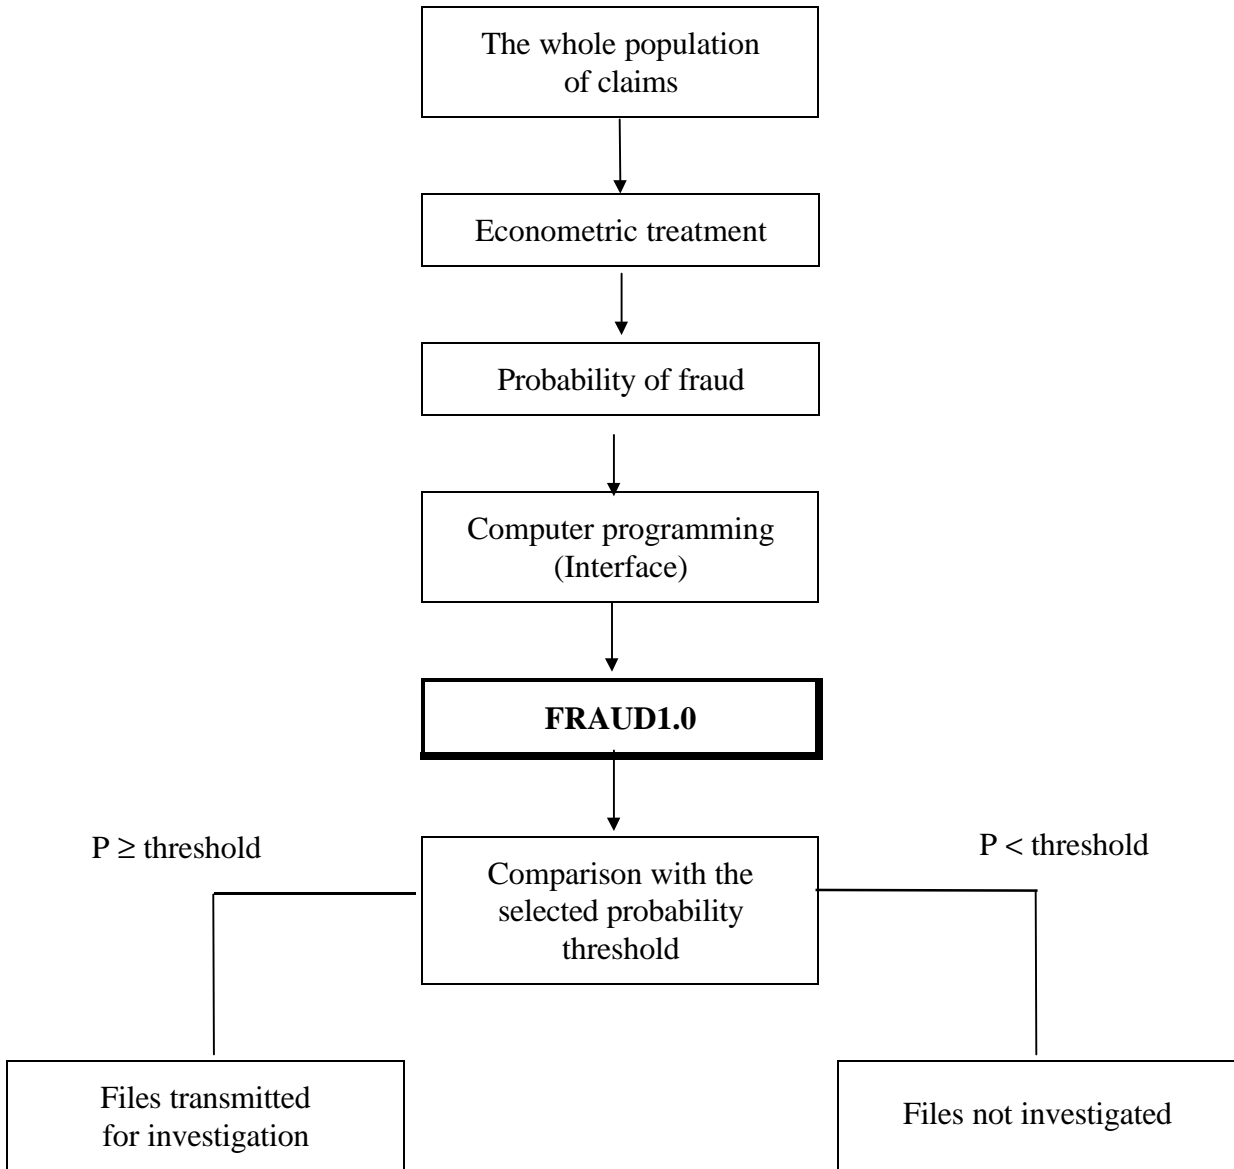 The whole population
of claims
Econometric treatment
Probability of fraud
Computer programming
(Interface)
FRAUD1.0
P ≥ threshold
P < threshold
Comparison with the
selected probability
threshold
Files transmitted
for investigation
Files not investigated